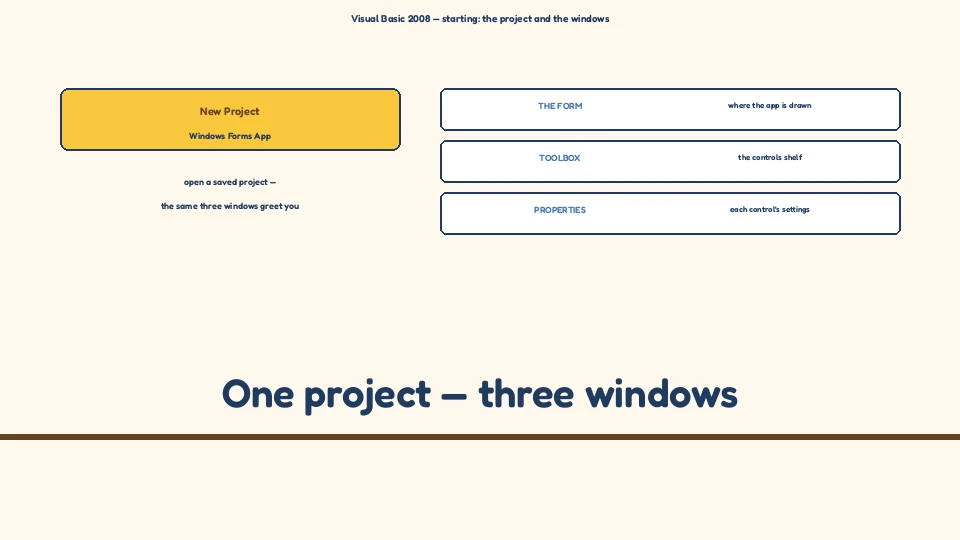 Visual Basic 2008 — starting: the project and the windows
New Project
Windows Forms App
open a saved project —
the same three windows greet you
THE FORM where the app is drawn
TOOLBOX the controls shelf
PROPERTIES each control's settings
One project — three windows